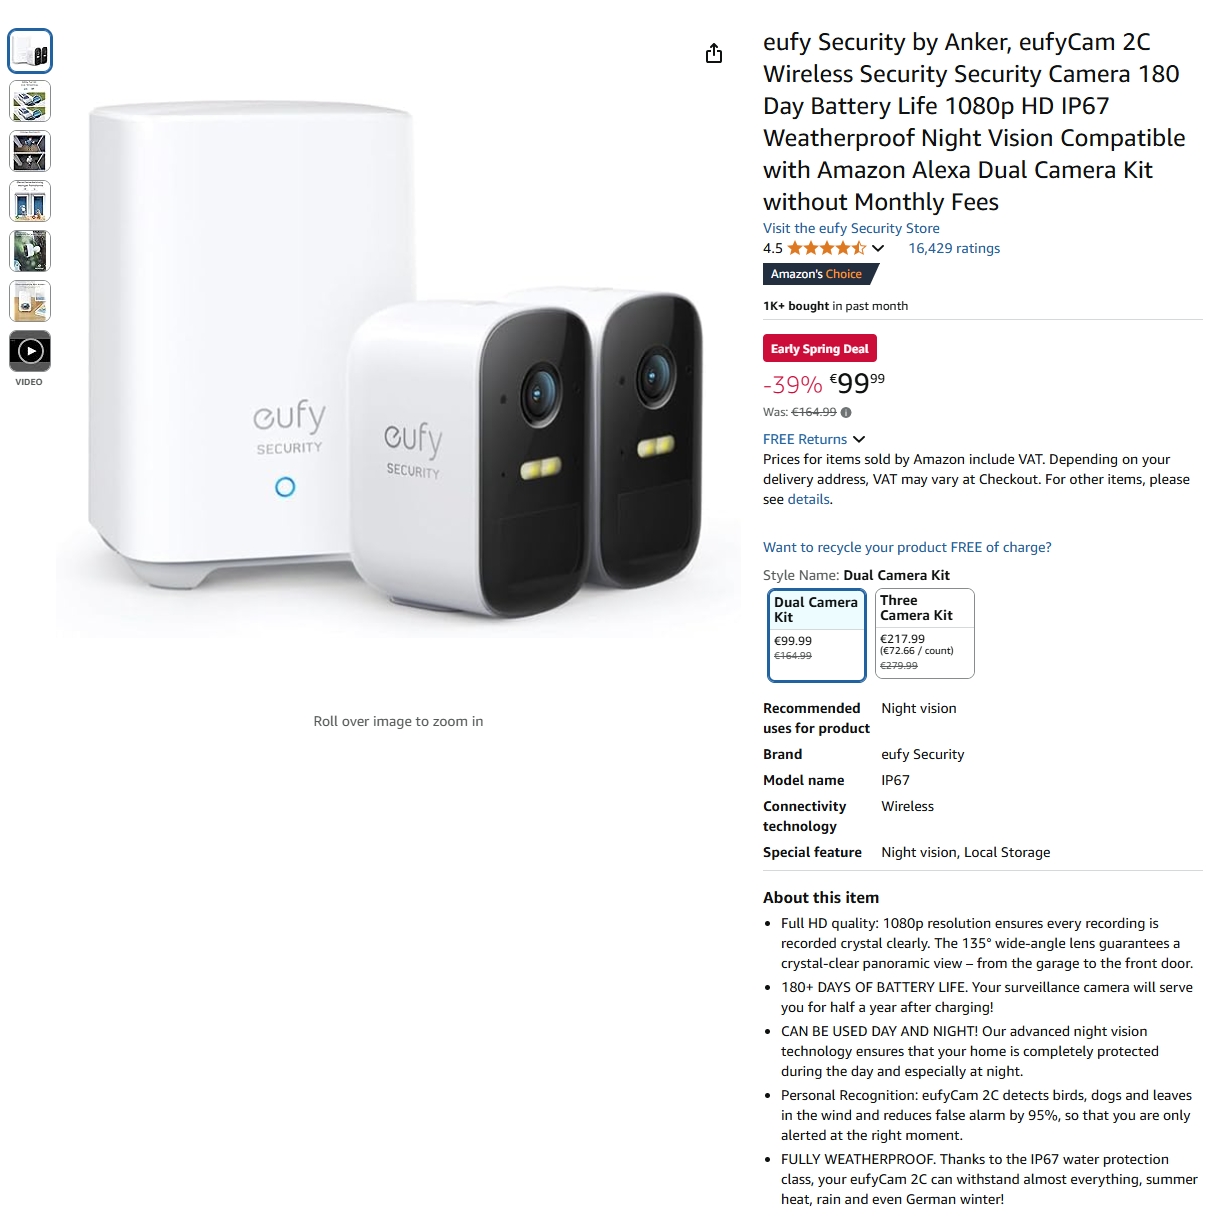 eufy
SECURITY
eufy
SECURITY
VIDEO
Roll over image to zoom in
eufy Security by Anker, eufyCam 2C
Wireless Security Security Camera 180
Day Battery Life 1080p HD IP67
Weatherproof Night Vision Compatible
with Amazon Alexa Dual Camera Kit
without Monthly Fees
Visit the eufy Security Store
4.5 16,429 ratings
Amazon's Choice
1K+ bought in past month
Early Spring Deal
-39% €99 99
Was: €164.99
FREE Returns
Prices for items sold by Amazon include VAT. Depending on your
delivery address, VAT may vary at Checkout. For other items, please
see details.
Want to recycle your product FREE of charge?
Style Name: Dual Camera Kit
Dual Camera
Kit
€99.99
€164.99
Three
Camera Kit
€217.99
(€72.66 / count)
€279.99
Recommended Night vision
uses for product
Brand eufy Security
Model name IP67
Connectivity Wireless
technology
Special feature Night vision, Local Storage
About this item
• Full HD quality: 1080p resolution ensures every recording is
recorded crystal clearly. The 135° wide-angle lens guarantees a
crystal-clear panoramic view – from the garage to the front door.
• 180+ DAYS OF BATTERY LIFE. Your surveillance camera will serve
you for half a year after charging!
• CAN BE USED DAY AND NIGHT! Our advanced night vision
technology ensures that your home is completely protected
during the day and especially at night.
• Personal Recognition: eufyCam 2C detects birds, dogs and leaves
in the wind and reduces false alarm by 95%, so that you are only
alerted at the right moment.
• FULLY WEATHERPROOF. Thanks to the IP67 water protection
class, your eufyCam 2C can withstand almost everything, summer
heat, rain and even German winter!